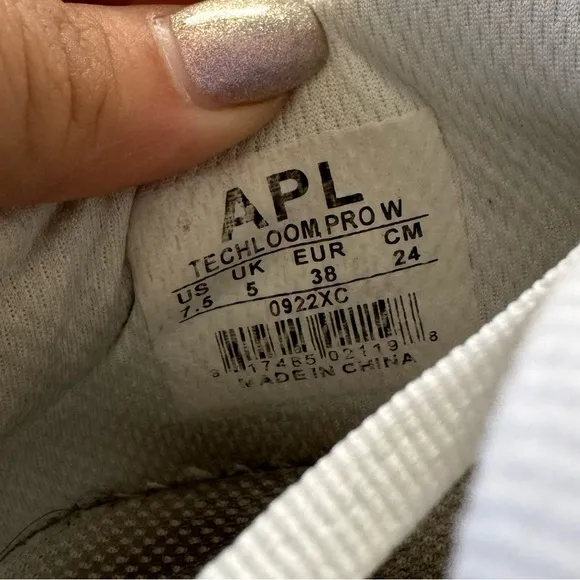 APL
TECHLOOM PRO W
US UK EUR CM
7.5 5 38 24
0922XC
MADE IN CHINA